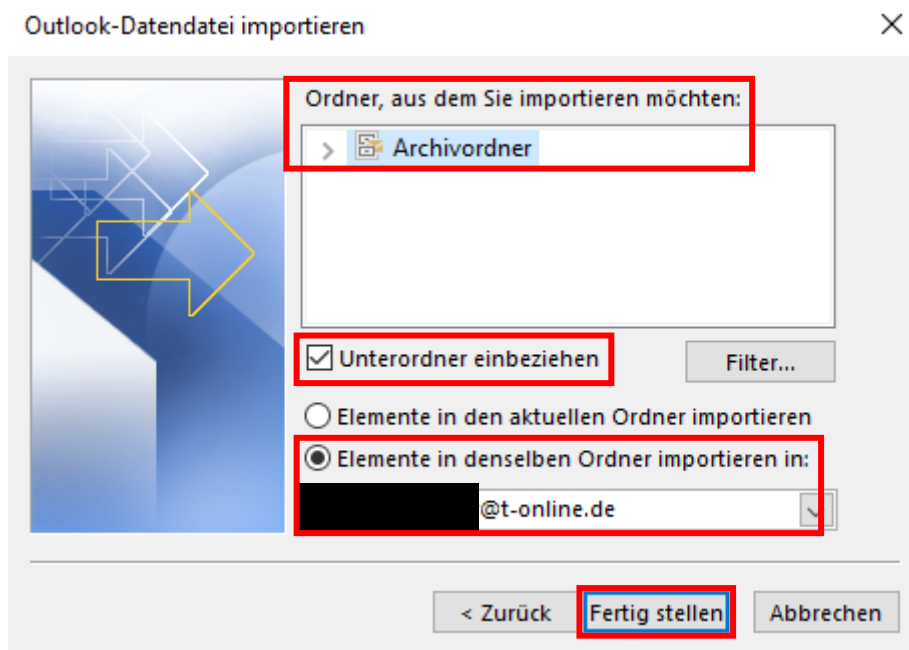 Outlook-Datendatei importieren
Ordner, aus dem Sie importieren möchten:
Archivordner
Unterordner einbeziehen
Filter...
Elemente in den aktuellen Ordner importieren
Elemente in denselben Ordner importieren in:
@t-online.de
< Zurück Fertig stellen Abbrechen